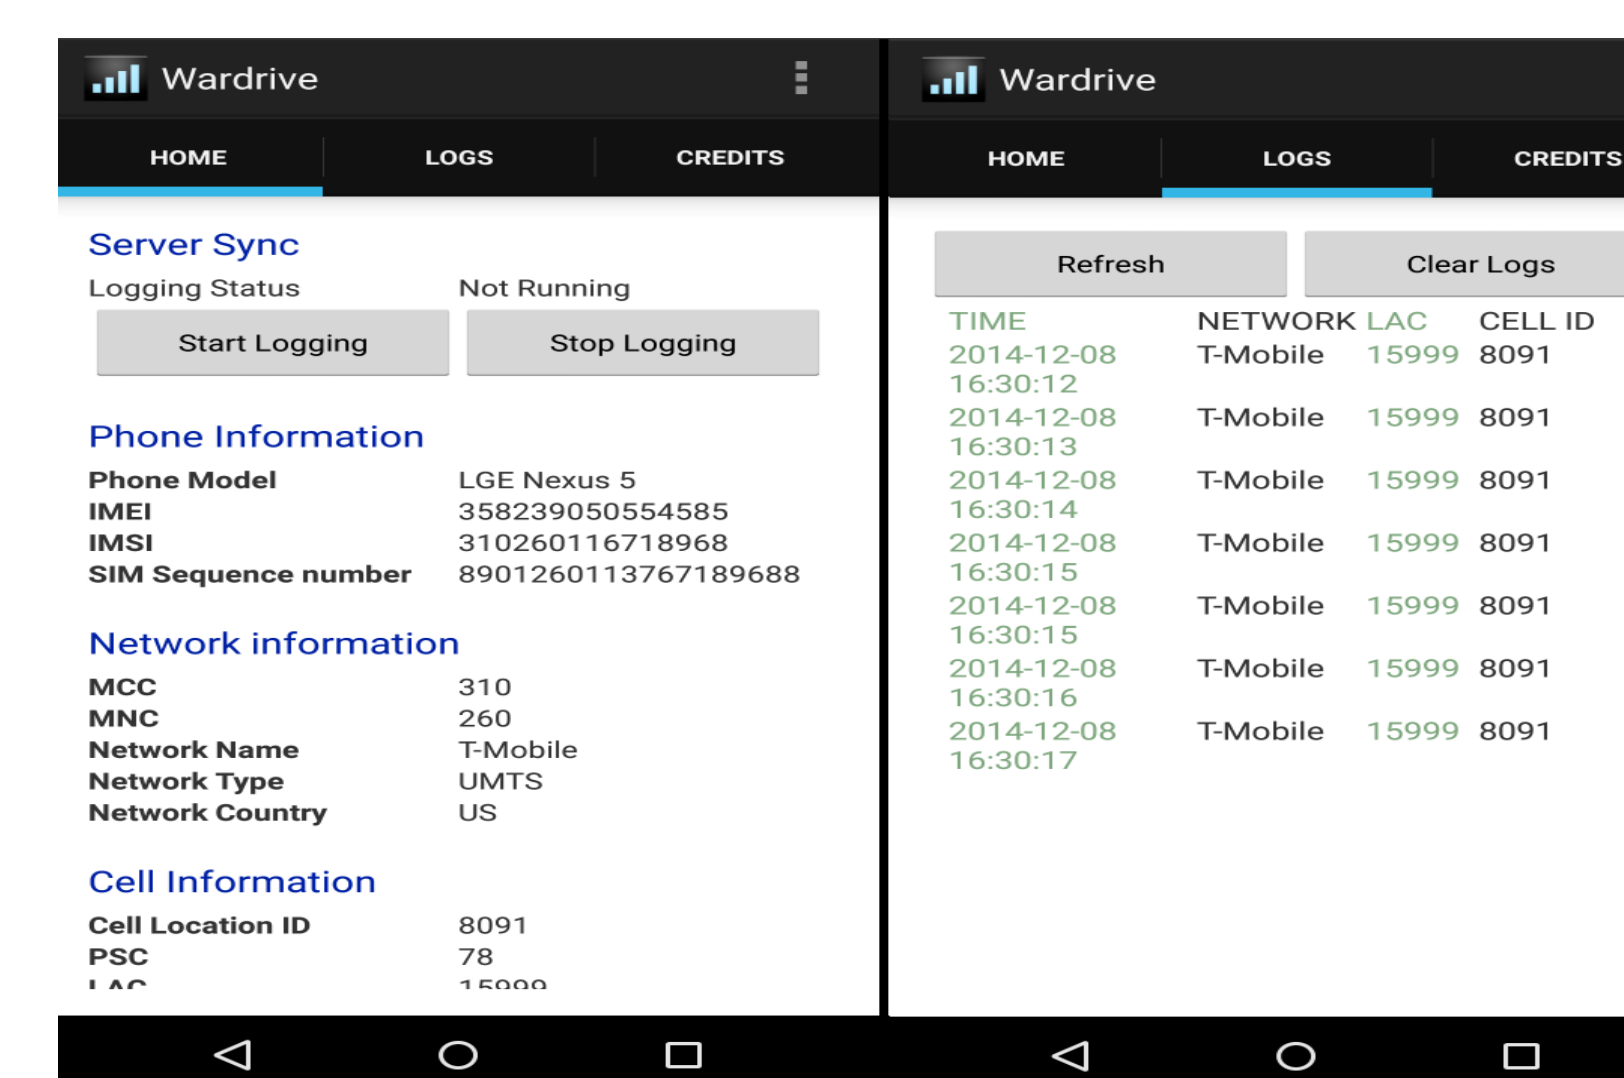 Wardrive
HOME LOGS CREDITS
Server Sync
Logging Status Not Running
Start Logging Stop Logging
Phone Information
Phone Model LGE Nexus 5
IMEI 358239050554585
IMSI 310260116718968
SIM Sequence number 8901260113767189688
Network information
MCC 310
MNC 260
Network Name T-Mobile
Network Type UMTS
Network Country US
Cell Information
Cell Location ID 8091
PSC 78
LAC 15999
Wardrive
HOME LOGS CREDITS
Refresh Clear Logs
TIME NETWORK LAC CELL ID
2014-12-08 T-Mobile 15999 8091
16:30:12
2014-12-08 T-Mobile 15999 8091
16:30:13
2014-12-08 T-Mobile 15999 8091
16:30:14
2014-12-08 T-Mobile 15999 8091
16:30:15
2014-12-08 T-Mobile 15999 8091
16:30:15
2014-12-08 T-Mobile 15999 8091
16:30:16
2014-12-08 T-Mobile 15999 8091
16:30:17